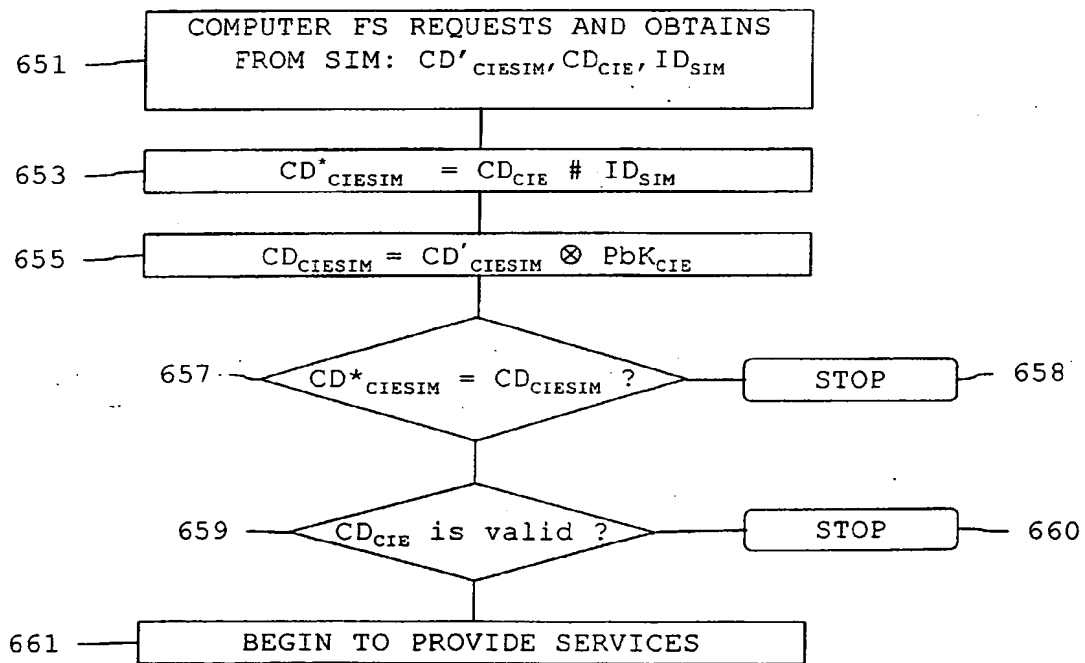 COMPUTER FS REQUESTS AND OBTAINS
651 FROM SIM: CD'CIESIM, CDCIE, IDSIM
653 CD*CIESIM = CDCIE # IDSIM
655 CDCIESIM = CD'CIESIM ⊗ PbKCIE
657 CD*CIESIM = CDCIESIM ? STOP 658
659 CDCIE is valid ? STOP 660
661 BEGIN TO PROVIDE SERVICES